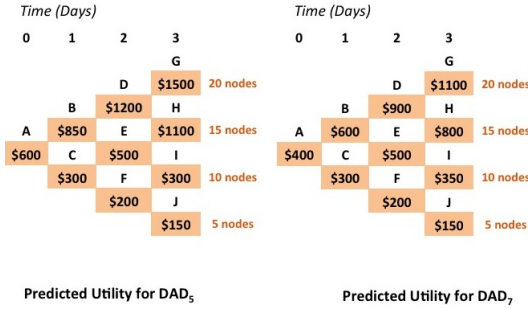 Time (Days) Time (Days)
0 1 2 3 0 1 2 3
G G
D $1500 20 nodes D $1100 20 nodes
B $1200 H B $900 H
A $850 E $1100 15 nodes A $600 E $800 15 nodes
$600 C $500 I $400 C $500 I
$300 F $300 10 nodes $300 F $350 10 nodes
$200 J $200 J
$150 5 nodes $150 5 nodes
Predicted Utility for DAD5 Predicted Utility for DAD7